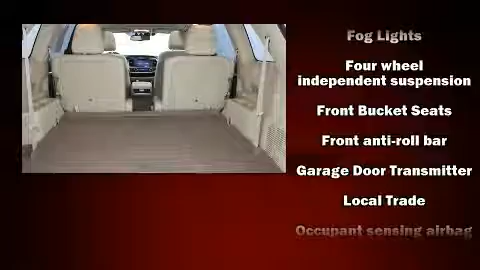 Fog Lights
Four wheel
independent suspension
Front Bucket Seats
Front anti-roll bar
Garage Door Transmitter
Local Trade
Occupant sensing airbag